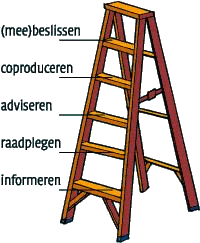 (mee)beslissen
coproduceren
adviseren
raadplegen
informeren